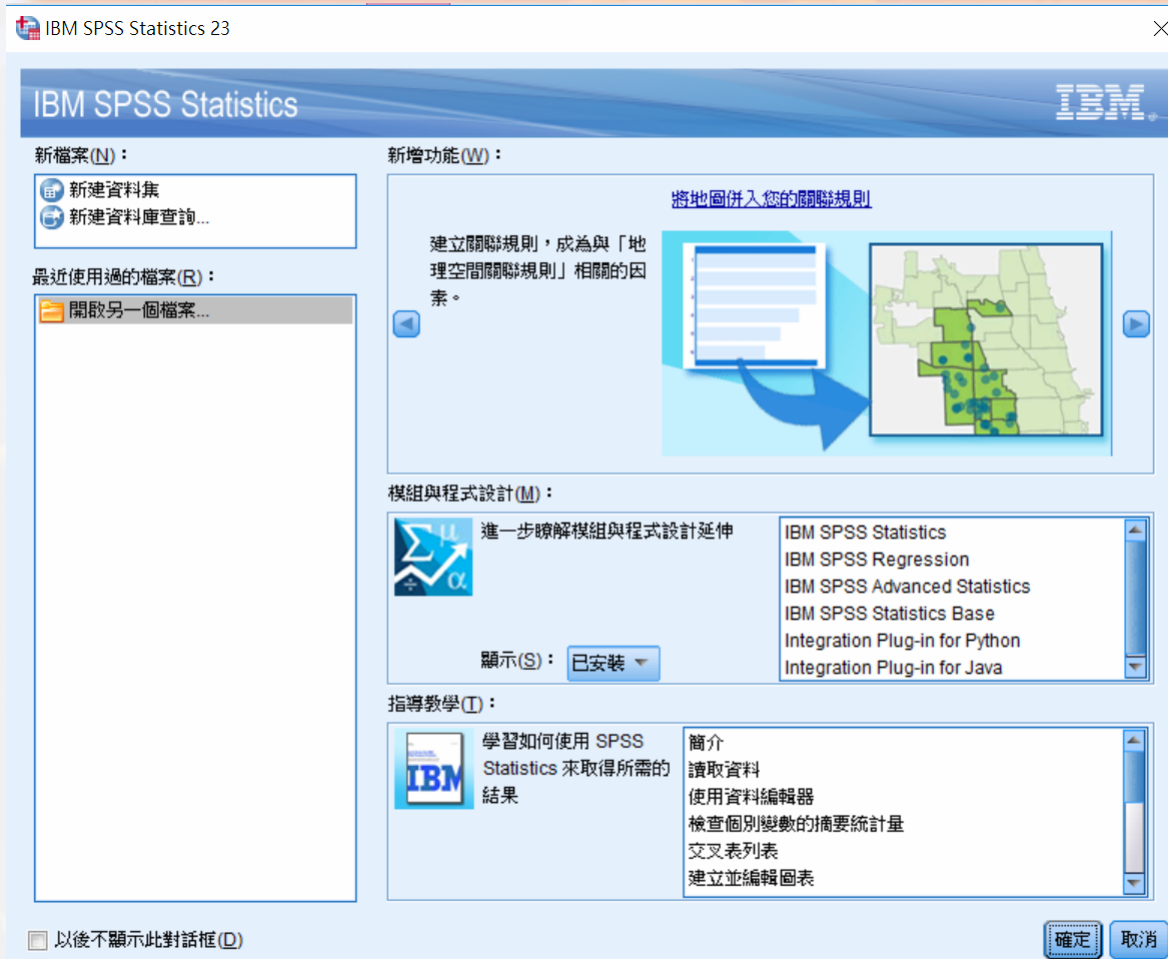 IBM SPSS Statistics 23
IBM SPSS Statistics
IBM
新檔案(N)：
新建資料集
新建資料庫查詢...
最近使用過的檔案(R)：
開啟另一個檔案...
新增功能(W)：
將地圖併入您的關聯規則
建立關聯規則，成為與「地
理空間關聯規則」相關的因
素。
模組與程式設計(M)：
進一步瞭解模組與程式設計延伸
顯示(S)：
已安裝
IBM SPSS Statistics
IBM SPSS Regression
IBM SPSS Advanced Statistics
IBM SPSS Statistics Base
Integration Plug-in for Python
Integration Plug-in for Java
指導教學(T)：
IBM
學習如何使用 SPSS
Statistics 來取得所需的
結果
簡介
讀取資料
使用資料編輯器
檢查個別變數的摘要統計量
交叉表列表
建立並編輯圖表
以後不顯示此對話框(D)
確定
取消